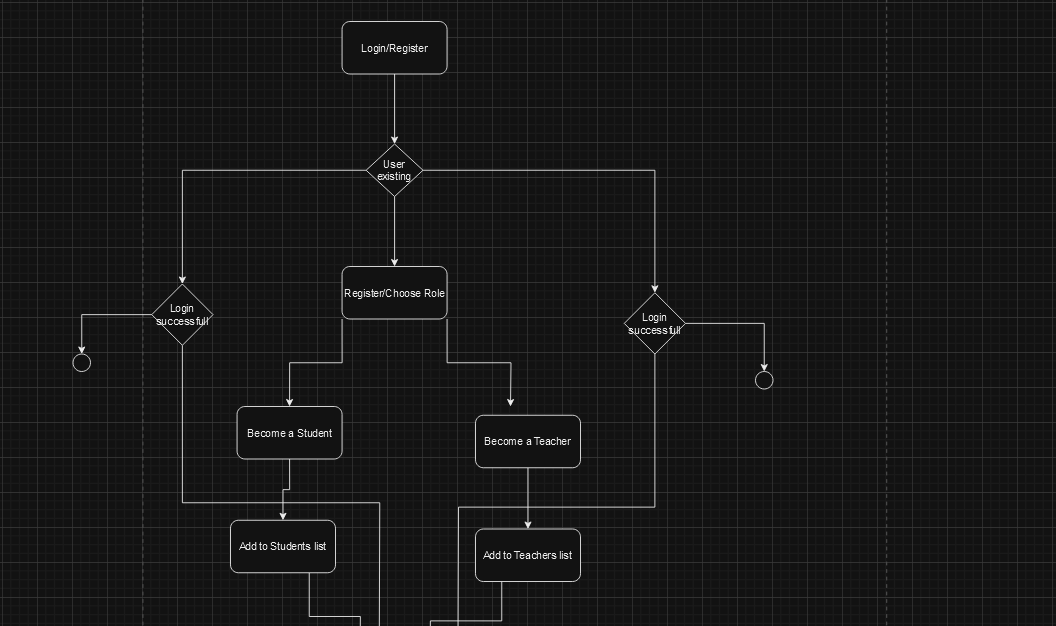 Login/Register
User
existing
Register/Choose Role
Login
successfull
Login
successfull
Become a Student
Become a Teacher
Add to Students list
Add to Teachers list